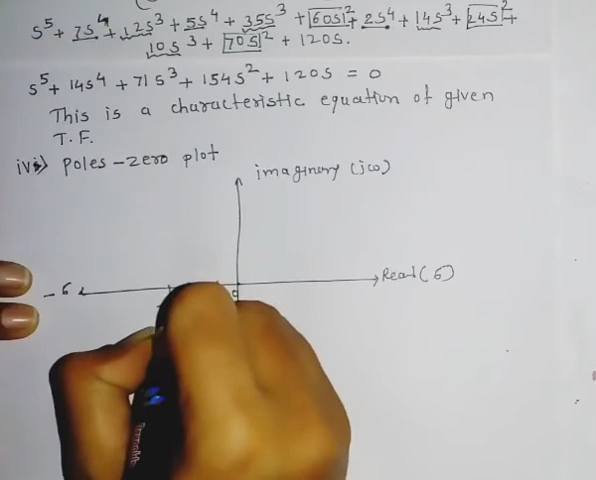 s⁵ + 7s⁴ + 12s³ + 5s⁴ + 35s³ + 60s² + 2s⁴ + 14s³ + 24s² +
10s³ + 70s² + 120s.
s⁵ + 14s⁴ + 71s³ + 154s² + 120s = 0
This is a characteristic equation of given
T.F.
iv) Poles-zero plot
imaginary (jω)
-σ
Real (σ)